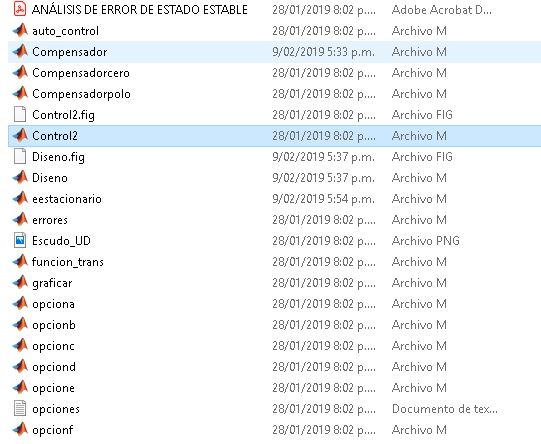 ANÁLISIS DE ERROR DE ESTADO ESTABLE 28/01/2019 8:02 p.... Adobe Acrobat D...
auto_control 28/01/2019 8:02 p.... Archivo M
Compensador 9/02/2019 5:33 p.m. Archivo M
Compensadorcero 28/01/2019 8:02 p.... Archivo M
Compensadorpolo 28/01/2019 8:02 p.... Archivo M
Control2.fig 28/01/2019 8:02 p.... Archivo FIG
Control2 28/01/2019 8:02 p.... Archivo M
Diseno.fig 9/02/2019 5:37 p.m. Archivo FIG
Diseno 9/02/2019 5:37 p.m. Archivo M
eestacionario 9/02/2019 5:54 p.m. Archivo M
errores 28/01/2019 8:02 p.... Archivo M
Escudo_UD 28/01/2019 8:02 p.... Archivo PNG
funcion_trans 28/01/2019 8:02 p.... Archivo M
graficar 28/01/2019 8:02 p.... Archivo M
opciona 28/01/2019 8:02 p.... Archivo M
opcionb 28/01/2019 8:02 p.... Archivo M
opcionc 28/01/2019 8:02 p.... Archivo M
opciond 28/01/2019 8:02 p.... Archivo M
opcione 28/01/2019 8:02 p.... Archivo M
opciones 28/01/2019 8:02 p.... Documento de tex...
opcionf 28/01/2019 8:02 p.... Archivo M